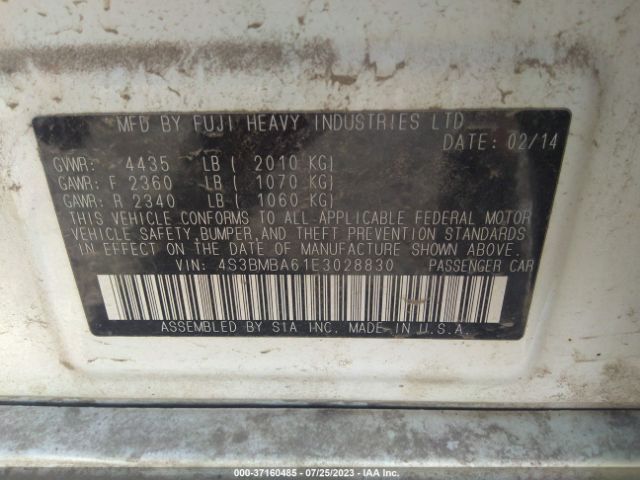 MFD BY FUJI HEAVY INDUSTRIES LTD.
DATE: 02/14
GVWR: 4435 LB ( 2010 KG)
GAWR: F 2360 LB ( 1070 KG)
GAWR: R 2340 LB ( 1060 KG)
THIS VEHICLE CONFORMS TO ALL APPLICABLE FEDERAL MOTOR
VEHICLE SAFETY, BUMPER, AND THEFT PREVENTION STANDARDS
IN EFFECT ON THE DATE OF MANUFACTURE SHOWN ABOVE.
VIN: 4S3BMBA61E3028830 PASSENGER CAR
ASSEMBLED BY SIA INC. MADE IN U.S.A.
000-37160485 - 07/25/2023 - IAA Inc.